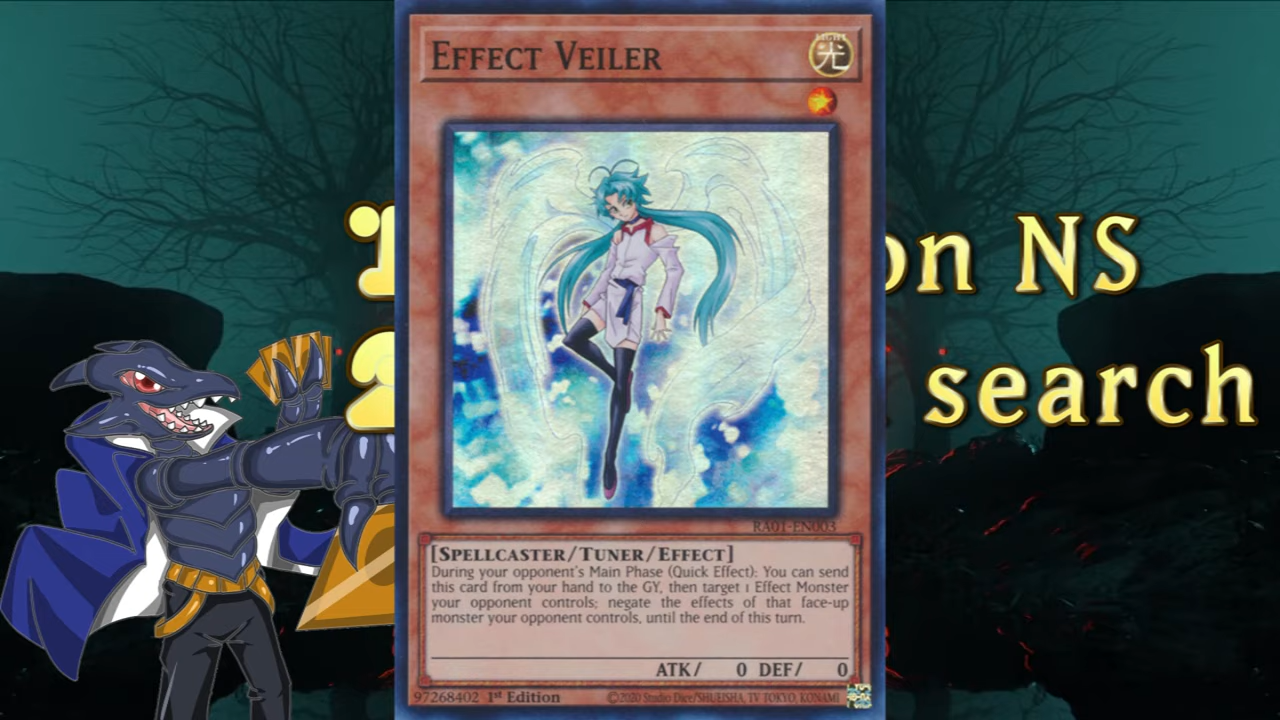 EFFECT VEILER
LIGHT
光
on NS
search
RA01-EN003
[SPELLCASTER/TUNER/EFFECT]
During your opponent's Main Phase (Quick Effect): You can send
this card from your hand to the GY, then target 1 Effect Monster
your opponent controls; negate the effects of that face-up
monster your opponent controls, until the end of this turn.
ATK/ 0 DEF/ 0
97268402 1st Edition ©2020 Studio Dice/SHUEISHA, TV TOKYO, KONAMI